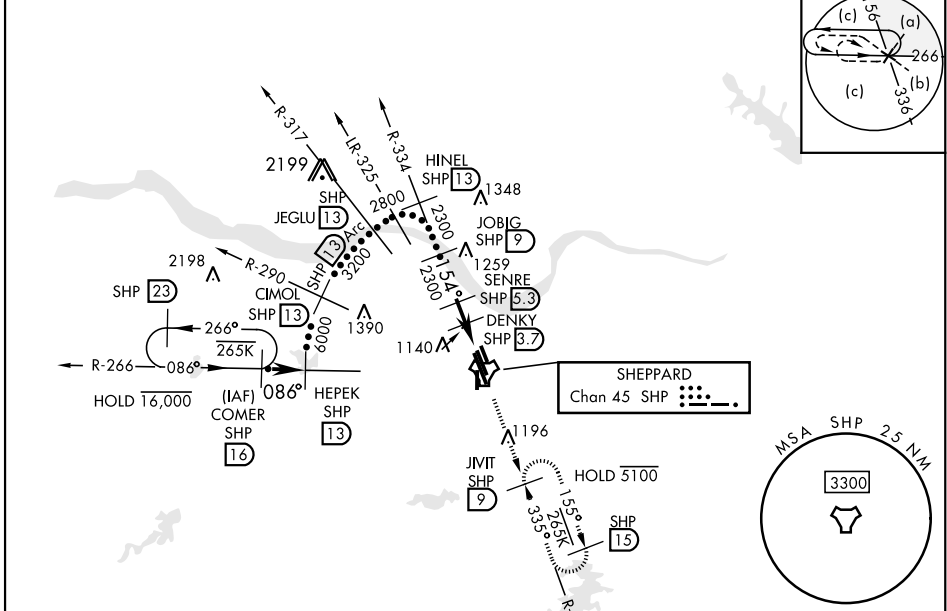 (c)
56
(a)
266
(b)
(c)
336
R-317
LR-325
R-334
2199
HINEL
SHP 13
1348
SHP
JEGLU 13
2800
2300
JOBIG
SHP 9
SHP 13 Arc
3200
1259
154°
2300
SENRE
SHP 5.3
2198
R-290
CIMOL
SHP 13
SHP 23
1390
DENKY
SHP 3.7
1140
6000
266°
265K
R-266
086°
086°
HOLD 16,000
(IAF)
COMER
SHP
16
HEPEK
SHP
13
SHEPPARD
Chan 45 SHP
1196
JIVIT
SHP
9
HOLD 5100
155°
265K
335°
SHP
15
R-
MSA SHP 25 NM
3300